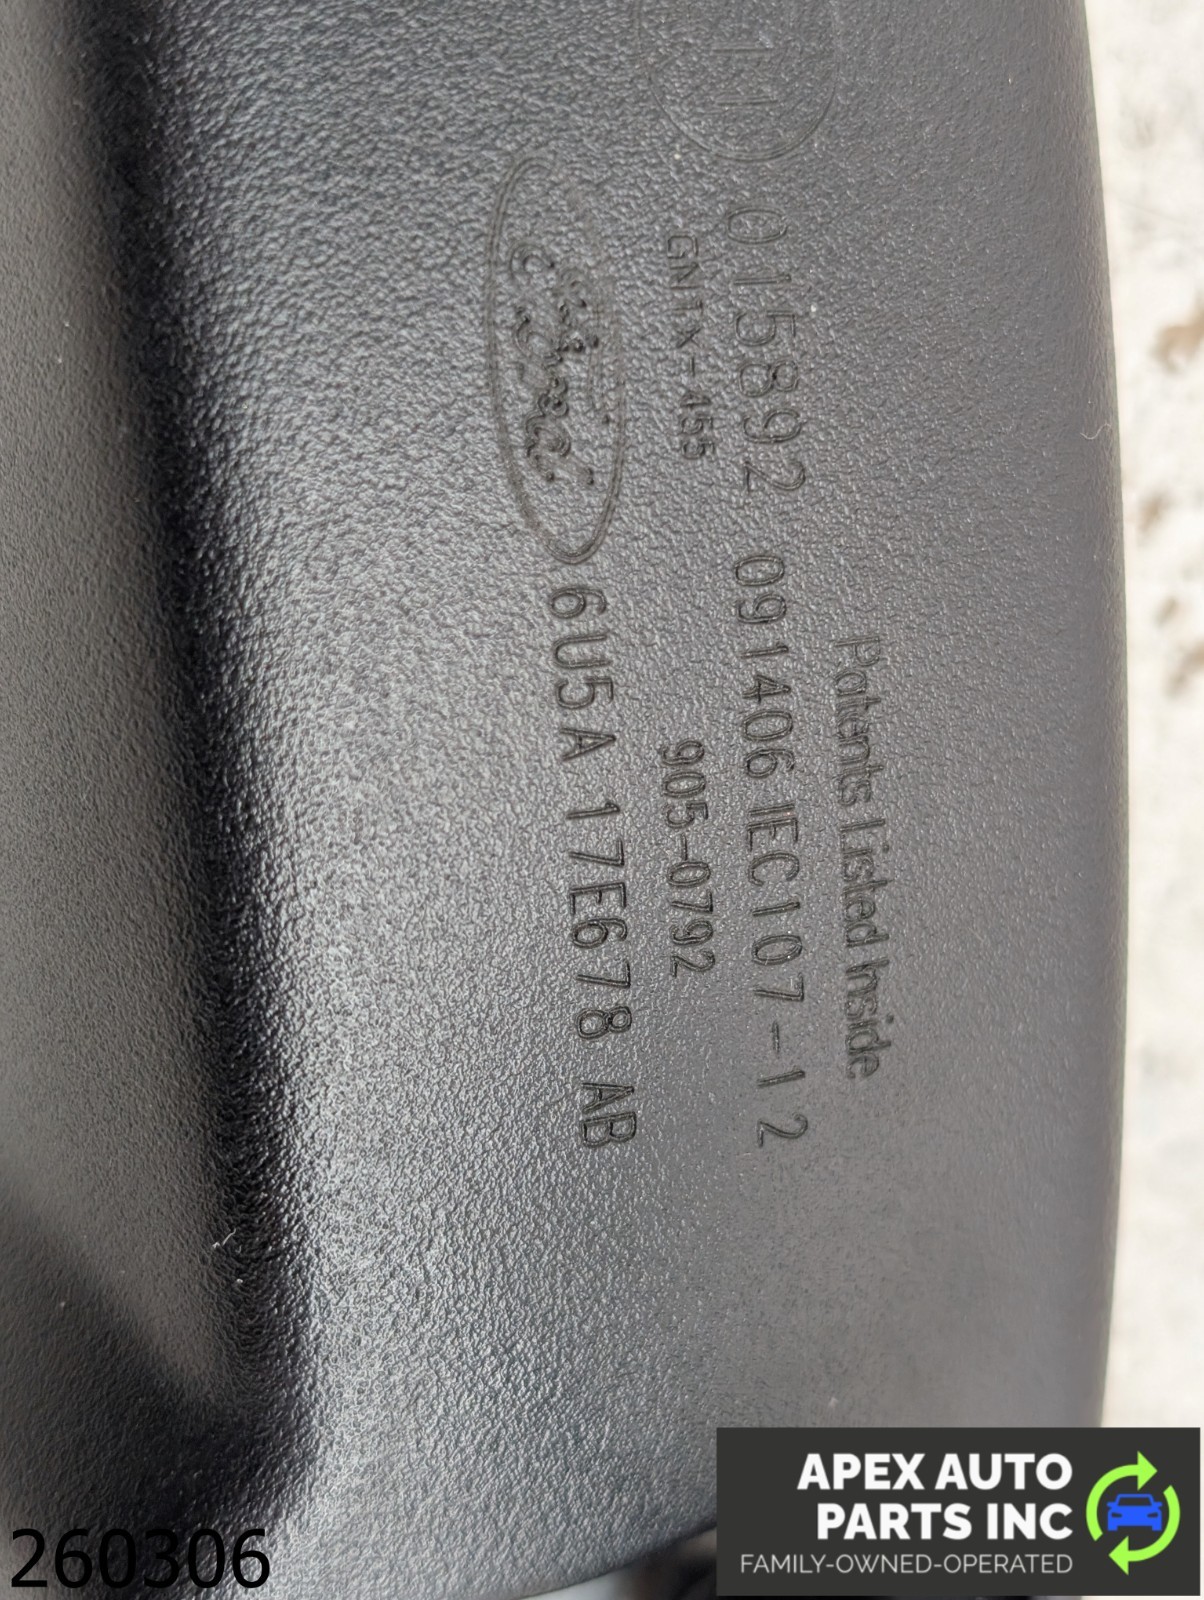 Patents Listed Inside
015892 091406 IEC107-12
GNTX-455 905-0792
6U5A 17E678 AB
260306
APEX AUTO
PARTS INC
FAMILY-OWNED-OPERATED